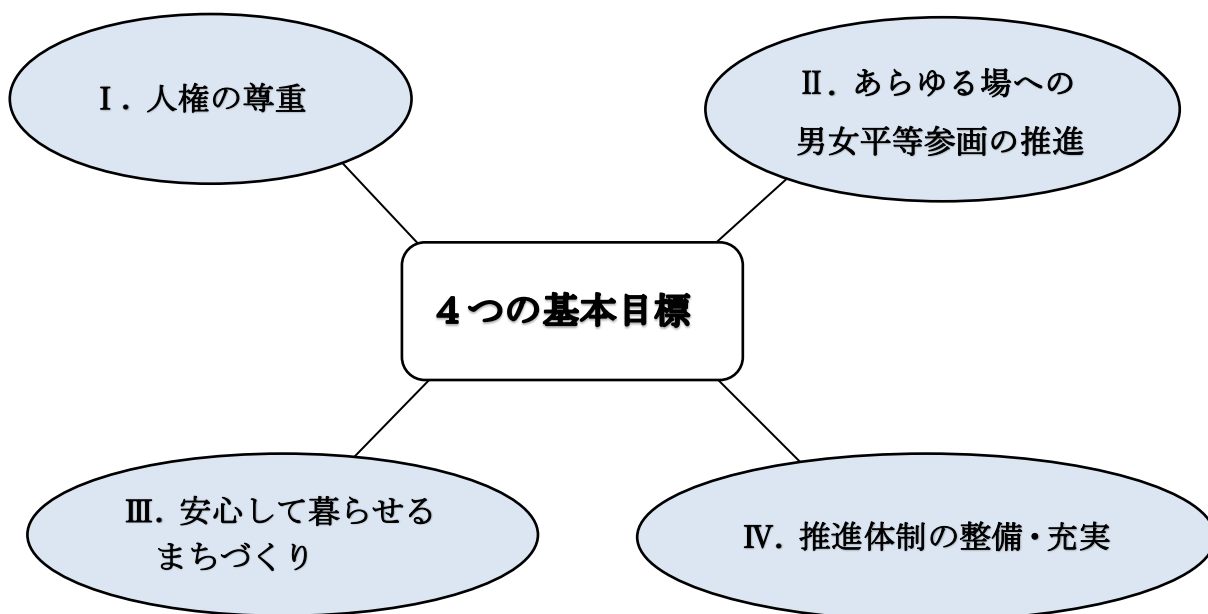 Ⅰ．人権の尊重
Ⅱ．あらゆる場への
男女平等参画の推進
４つの基本目標
Ⅲ．安心して暮らせる
まちづくり
Ⅳ．推進体制の整備・充実